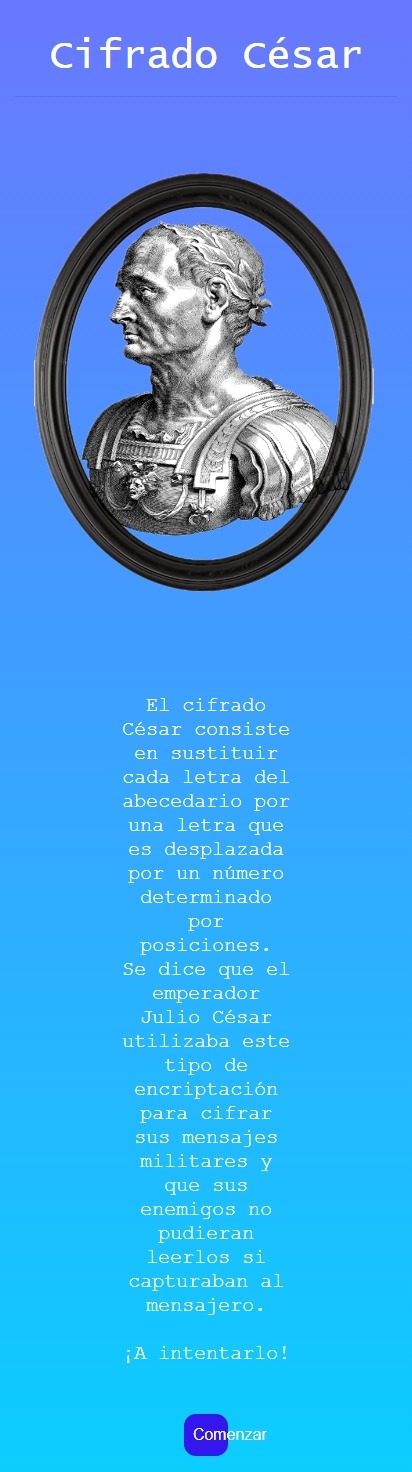 Cifrado César
El cifrado
César consiste
en sustituir
cada letra del
abecedario por
una letra que
es desplazada
por un número
determinado
por
posiciones.
Se dice que el
emperador
Julio César
utilizaba este
tipo de
encriptación
para cifrar
sus mensajes
militares y
que sus
enemigos no
pudieran
leerlos si
capturaban al
mensajero.
¡A intentarlo!
Comenzar